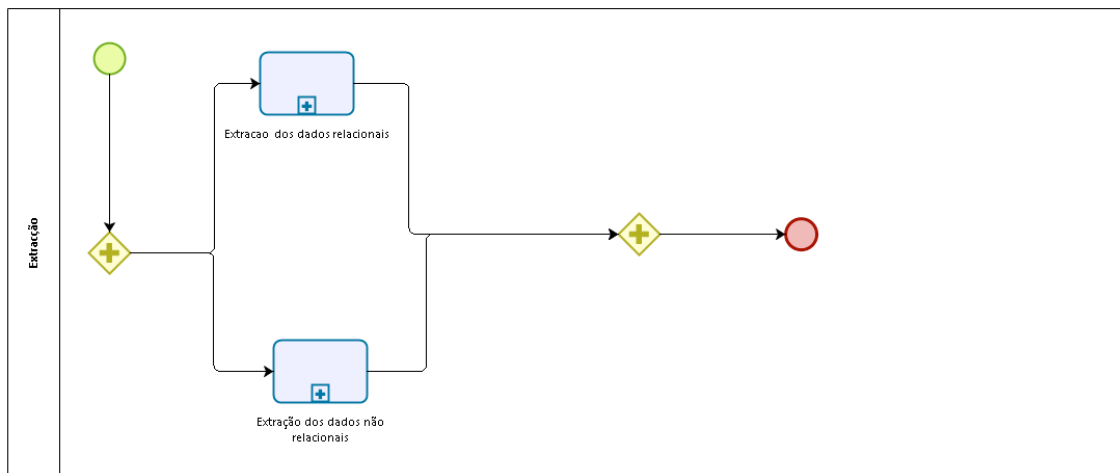 Extracção
Extracao dos dados relacionais
Extração dos dados não
relacionais